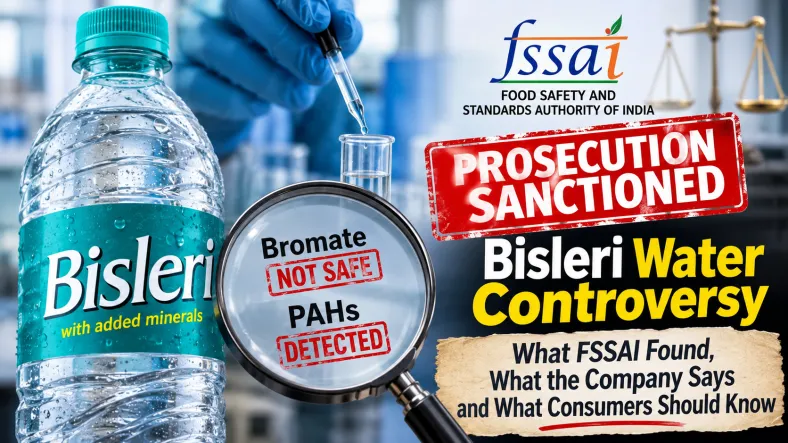 Bisleri
with added minerals
Bromate
NOT SAFE
PAHs
DETECTED
fssai
FOOD SAFETY AND
STANDARDS AUTHORITY OF INDIA
PROSECUTION
SANCTIONED
Bisleri Water
Controversy
What FSSAI Found,
What the Company Says
and What Consumers Should Know